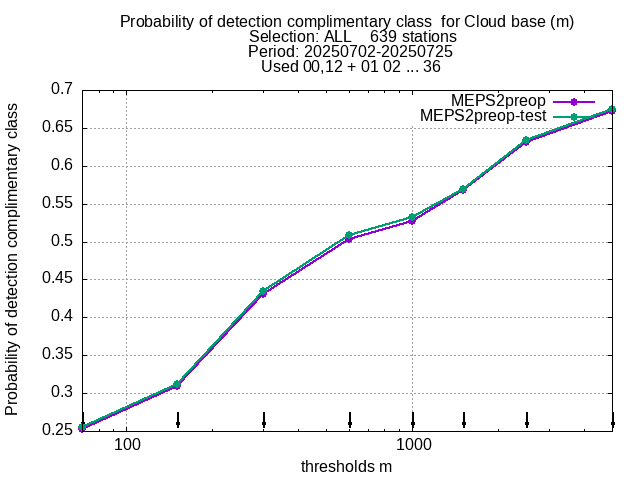 Probability of detection complimentary class  for Cloud base (m)
Selection: ALL    639 stations
Period: 20250702-20250725
Used 00,12 + 01 02 ... 36
Probability of detection complimentary class
0.7
0.65
0.6
0.55
0.5
0.45
0.4
0.35
0.3
0.25
MEPS2preop
MEPS2preop-test
100
1000
thresholds m